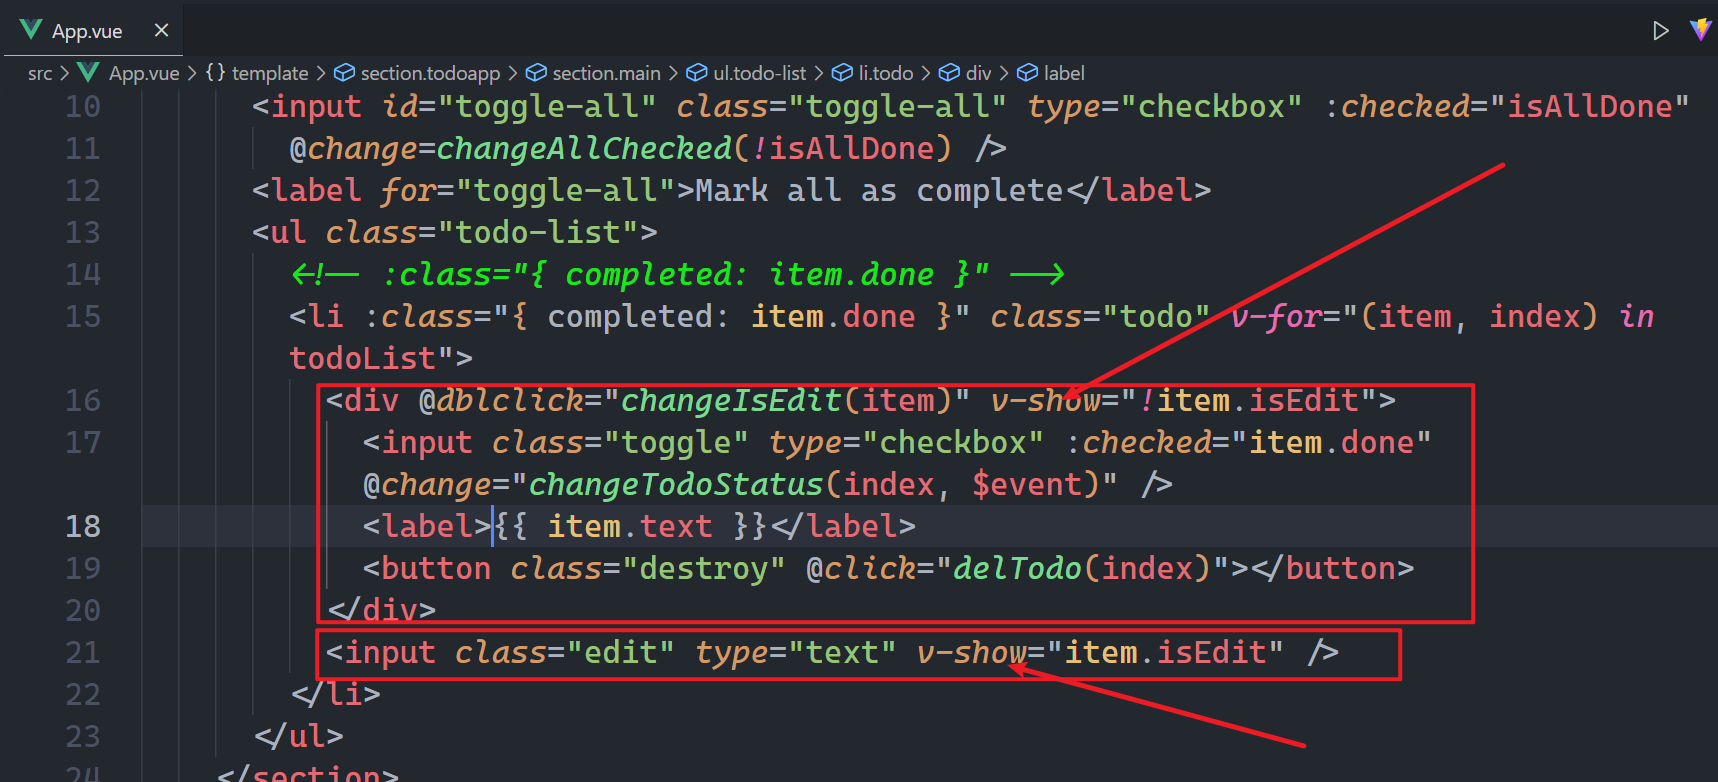 App.vue
src > App.vue > {} template > section.todoapp > section.main > ul.todo-list > li.todo > div > label
10 <input id="toggle-all" class="toggle-all" type="checkbox" :checked="isAllDone"
11 @change=changeAllChecked(!isAllDone) />
12 <label for="toggle-all">Mark all as complete</label>
13 <ul class="todo-list">
14 <!-- :class="{ completed: item.done }" -->
15 <li :class="{ completed: item.done }" class="todo" v-for="(item, index) in
todoList">
16 <div @dblclick="changeIsEdit(item)" v-show="!item.isEdit">
17 <input class="toggle" type="checkbox" :checked="item.done"
@change="changeTodoStatus(index, $event)" />
18 <label>{{ item.text }}</label>
19 <button class="destroy" @click="delTodo(index)"></button>
20 </div>
21 <input class="edit" type="text" v-show="item.isEdit" />
22 </li>
23 </ul>
24 </section>